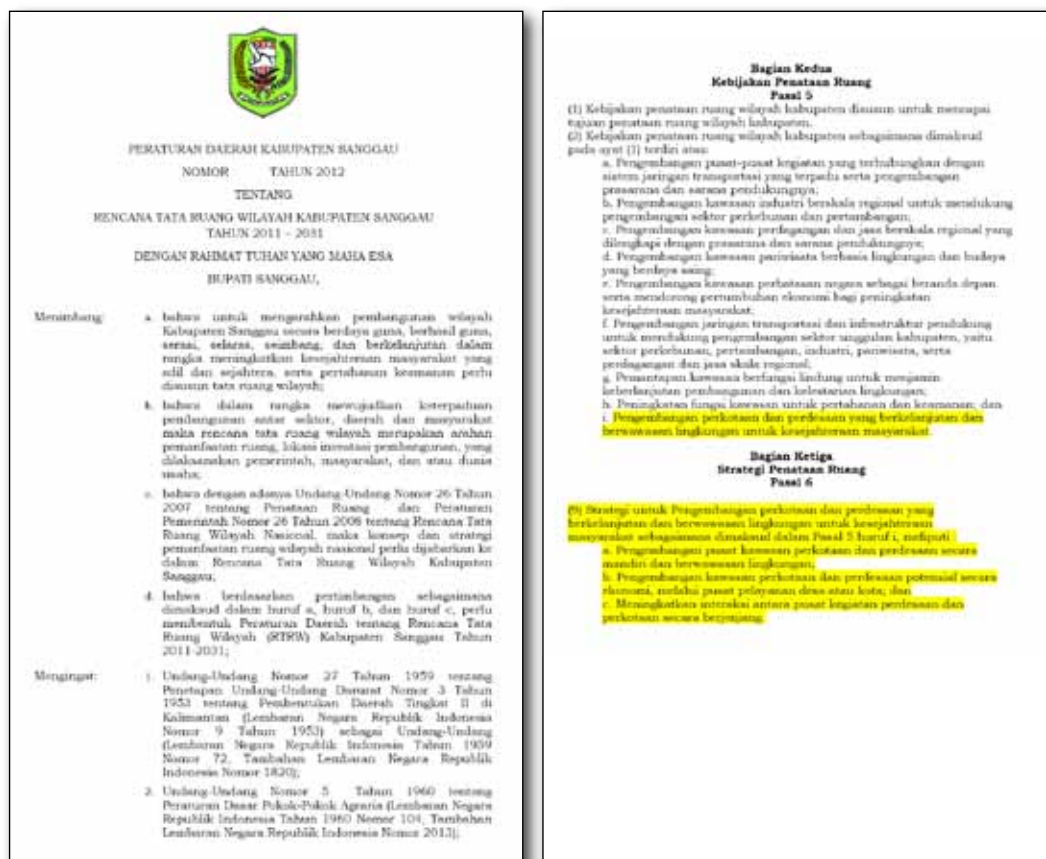 PERATURAN DAERAH KABUPATEN SANGGAU
NOMOR TAHUN 2012
TENTANG
RENCANA TATA RUANG WILAYAH KABUPATEN SANGGAU
TAHUN 2011 – 2031
DENGAN RAHMAT TUHAN YANG MAHA ESA
BUPATI SANGGAU,
Menimbang: a. bahwa untuk mengarahkan pembangunan wilayah
Kabupaten Sanggau secara berdaya guna, berhasil guna,
serasi, selaras, seimbang, dan berkelanjutan dalam
rangka meningkatkan kesejahteraan masyarakat yang
adil dan sejahtera, serta pertahanan keamanan perlu
disusun tata ruang wilayah;
b. bahwa dalam rangka mewujudkan keterpaduan
pembangunan antar sektor, daerah dan masyarakat
maka rencana tata ruang wilayah merupakan arahan
pemanfaatan ruang, lokasi investasi pembangunan, yang
dilaksanakan pemerintah, masyarakat, dan atau dunia
usaha;
c. bahwa dengan adanya Undang-Undang Nomor 26 Tahun
2007 tentang Penataan Ruang dan Peraturan
Pemerintah Nomor 26 Tahun 2008 tentang Rencana Tata
Ruang Wilayah Nasional, maka konsep dan strategi
pemanfaatan ruang wilayah nasional perlu dijabarkan ke
dalam Rencana Tata Ruang Wilayah Kabupaten
Sanggau;
d. bahwa berdasarkan pertimbangan sebagaimana
dimaksud dalam huruf a, huruf b, dan huruf c, perlu
membentuk Peraturan Daerah tentang Rencana Tata
Ruang Wilayah (RTRW) Kabupaten Sanggau Tahun
2011-2031;
Mengingat: 1. Undang-Undang Nomor 27 Tahun 1959 tentang
Penetapan Undang-Undang Darurat Nomor 3 Tahun
1953 tentang Pembentukan Daerah Tingkat II di
Kalimantan (Lembaran Negara Republik Indonesia
Nomor 9 Tahun 1953) sebagai Undang-Undang
(Lembaran Negara Republik Indonesia Tahun 1959
Nomor 72, Tambahan Lembaran Negara Republik
Indonesia Nomor 1820);
2. Undang-Undang Nomor 5 Tahun 1960 tentang
Peraturan Dasar Pokok-Pokok Agraria (Lembaran Negara
Republik Indonesia Tahun 1960 Nomor 104, Tambahan
Lembaran Negara Republik Indonesia Nomor 2013);
Bagian Kedua
Kebijakan Penataan Ruang
Pasal 5
(1) Kebijakan penataan ruang wilayah kabupaten disusun untuk mencapai
tujuan penataan ruang wilayah kabupaten.
(2) Kebijakan penataan ruang wilayah kabupaten sebagaimana dimaksud
pada ayat (1) terdiri atas:
a. Pengembangan pusat-pusat kegiatan yang terhubungkan dengan
sistem jaringan transportasi yang terpadu serta pengembangan
prasarana dan sarana pendukungnya;
b. Pengembangan kawasan industri berskala regional untuk mendukung
pengembangan sektor perkebunan dan pertambangan;
c. Pengembangan kawasan perdagangan dan jasa berskala regional yang
dilengkapi dengan prasarana dan sarana pendukungnya;
d. Pengembangan kawasan pariwisata berbasis lingkungan dan budaya
yang berdaya saing;
e. Pengembangan kawasan perbatasan negara sebagai beranda depan
serta mendorong pertumbuhan ekonomi bagi peningkatan
kesejahteraan masyarakat;
f. Pengembangan jaringan transportasi dan infrastruktur pendukung
untuk mendukung pengembangan sektor unggulan kabupaten, yaitu
sektor perkebunan, pertambangan, industri, pariwisata, serta
perdagangan dan jasa skala regional;
g. Pemantapan kawasan berfungsi lindung untuk menjamin
keberlanjutan pembangunan dan kelestarian lingkungan;
h. Peningkatan fungsi kawasan untuk pertahanan dan keamanan; dan
i. Pengembangan perkotaan dan perdesaan yang berkelanjutan dan
berwawasan lingkungan untuk kesejahteraan masyarakat.
Bagian Ketiga
Strategi Penataan Ruang
Pasal 6
(9) Strategi untuk Pengembangan perkotaan dan perdesaan yang
berkelanjutan dan berwawasan lingkungan untuk kesejahteraan
masyarakat sebagaimana dimaksud dalam Pasal 5 huruf i, meliputi :
a. Pengembangan pusat kawasan perkotaan dan perdesaan secara
mandiri dan berwawasan lingkungan;
b. Pengembangan kawasan perkotaan dan perdesaan potensial secara
ekonomi, melalui pusat pelayanan desa atau kota; dan
c. Meningkatkan interaksi antara pusat kegiatan perdesaan dan
perkotaan secara berjenjang.